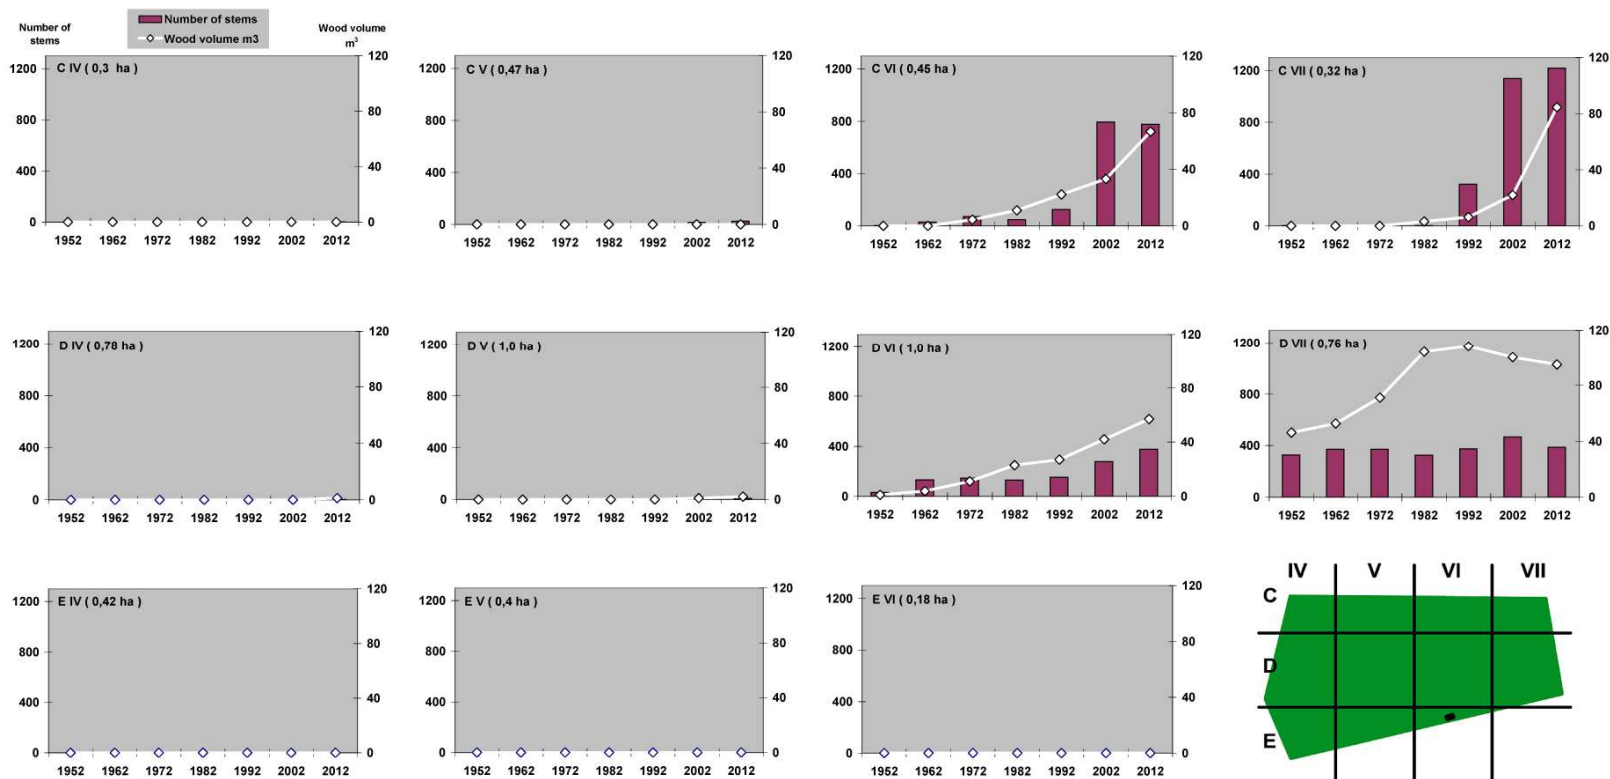 Number of stems
Wood volume m3
Number of
stems
Wood volume
m³
C IV ( 0,3 ha )
1200
800
400
0
120
80
40
0
1952 1962 1972 1982 1992 2002 2012
C V ( 0,47 ha )
1200
800
400
0
120
80
40
0
1952 1962 1972 1982 1992 2002 2012
C VI ( 0,45 ha )
1200
800
400
0
120
80
40
0
1952 1962 1972 1982 1992 2002 2012
C VII ( 0,32 ha )
1200
800
400
0
120
80
40
0
1952 1962 1972 1982 1992 2002 2012
D IV ( 0,78 ha )
1200
800
400
0
120
80
40
0
1952 1962 1972 1982 1992 2002 2012
D V ( 1,0 ha )
1200
800
400
0
120
80
40
0
1952 1962 1972 1982 1992 2002 2012
D VI ( 1,0 ha )
1200
800
400
0
120
80
40
0
1952 1962 1972 1982 1992 2002 2012
D VII ( 0,76 ha )
1200
800
400
0
120
80
40
0
1952 1962 1972 1982 1992 2002 2012
E IV ( 0,42 ha )
1200
800
400
0
120
80
40
0
1952 1962 1972 1982 1992 2002 2012
E V ( 0,4 ha )
1200
800
400
0
120
80
40
0
1952 1962 1972 1982 1992 2002 2012
E VI ( 0,18 ha )
1200
800
400
0
120
80
40
0
1952 1962 1972 1982 1992 2002 2012
IV V VI VII
C
D
E